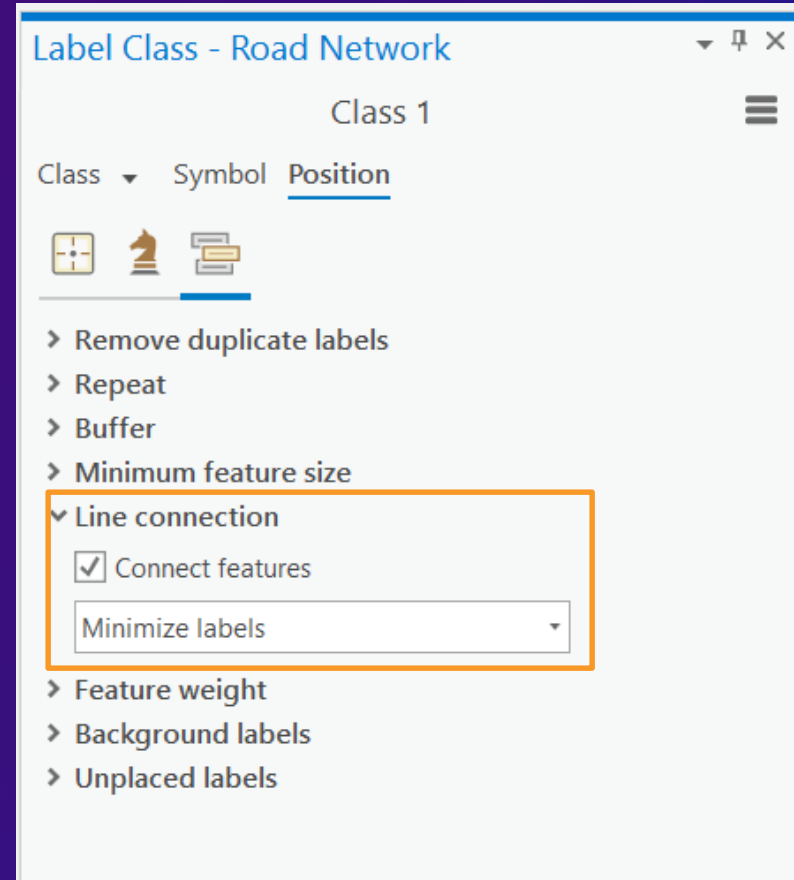 Label Class - Road Network
Class 1
Class Symbol Position
Remove duplicate labels
Repeat
Buffer
Minimum feature size
Line connection
Connect features
Minimize labels
Feature weight
Background labels
Unplaced labels